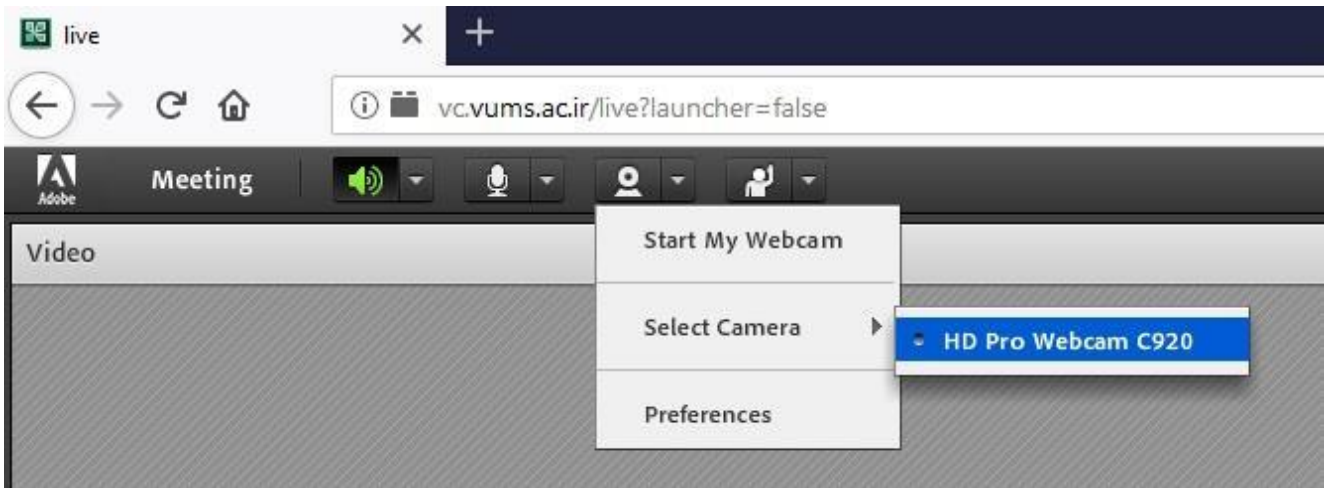 live
vc.vums.ac.ir/live?launcher=false
Adobe
Meeting
Video
Start My Webcam
Select Camera
HD Pro Webcam C920
Preferences